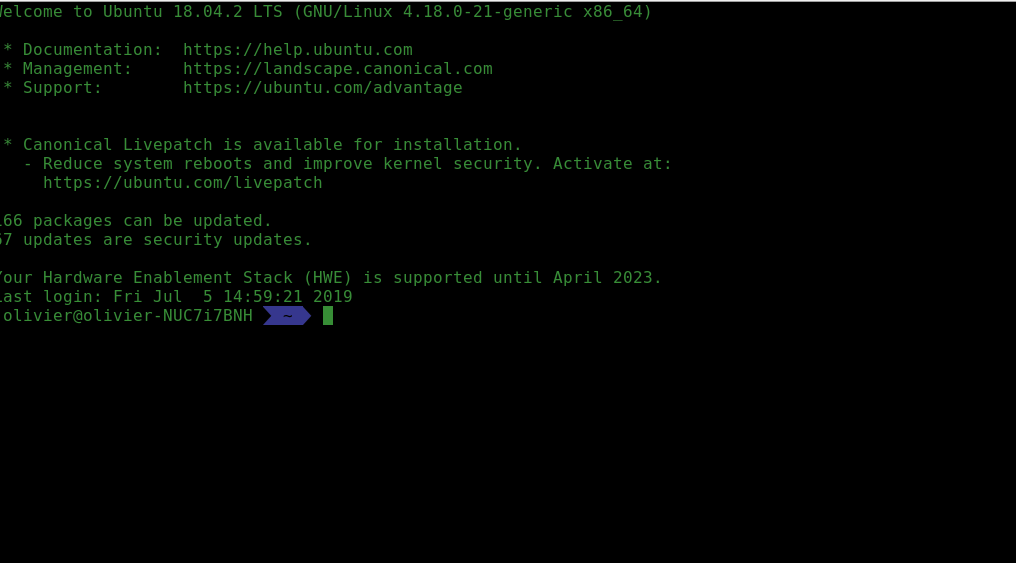 Welcome to Ubuntu 18.04.2 LTS (GNU/Linux 4.18.0-21-generic x86_64)
* Documentation:  https://help.ubuntu.com
* Management:     https://landscape.canonical.com
* Support:        https://ubuntu.com/advantage
* Canonical Livepatch is available for installation.
- Reduce system reboots and improve kernel security. Activate at:
https://ubuntu.com/livepatch
166 packages can be updated.
67 updates are security updates.
Your Hardware Enablement Stack (HWE) is supported until April 2023.
Last login: Fri Jul  5 14:59:21 2019
olivier@olivier-NUC7i7BNH ~